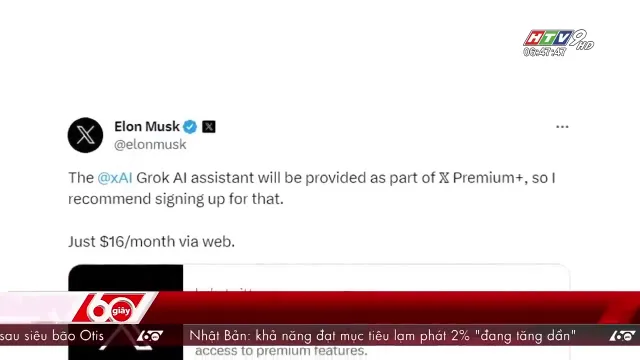 HTV9 HD
06:47:47
Elon Musk
@elonmusk
The @xAI Grok AI assistant will be provided as part of 𝕏 Premium+, so I
recommend signing up for that.
Just $16/month via web.
60 giây
sau siêu bão Otis
60 Nhật Bản: khả năng đạt mục tiêu lạm phát 2% "đang tăng dần" 60
access to premium features.